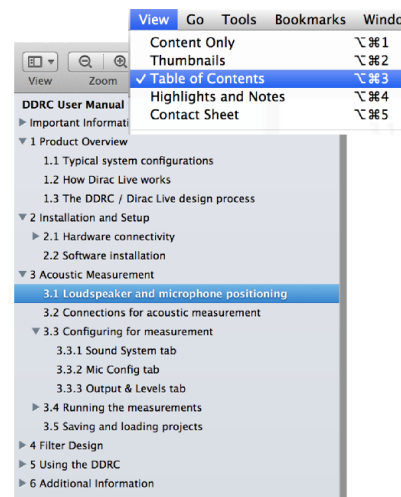 View Go Tools Bookmarks Windo
Content Only ⌥⌘1
Thumbnails ⌥⌘2
✓ Table of Contents ⌥⌘3
Highlights and Notes ⌥⌘4
Contact Sheet ⌥⌘5
View Zoom
DDRC User Manual
Important Informati
1 Product Overview
1.1 Typical system configurations
1.2 How Dirac Live works
1.3 The DDRC / Dirac Live design process
2 Installation and Setup
2.1 Hardware connectivity
2.2 Software installation
3 Acoustic Measurement
3.1 Loudspeaker and microphone positioning
3.2 Connections for acoustic measurement
3.3 Configuring for measurement
3.3.1 Sound System tab
3.3.2 Mic Config tab
3.3.3 Output & Levels tab
3.4 Running the measurements
3.5 Saving and loading projects
4 Filter Design
5 Using the DDRC
6 Additional Information